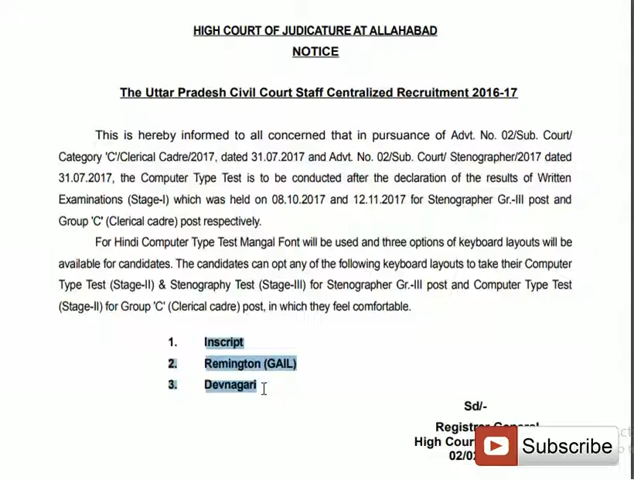 HIGH COURT OF JUDICATURE AT ALLAHABAD
NOTICE
The Uttar Pradesh Civil Court Staff Centralized Recruitment 2016-17
This is hereby informed to all concerned that in pursuance of Advt. No. 02/Sub. Court/
Category 'C'/Clerical Cadre/2017, dated 31.07.2017 and Advt. No. 02/Sub. Court/ Stenographer/2017 dated
31.07.2017, the Computer Type Test is to be conducted after the declaration of the results of Written
Examinations (Stage-I) which was held on 08.10.2017 and 12.11.2017 for Stenographer Gr.-III post and
Group 'C' (Clerical cadre) post respectively.
For Hindi Computer Type Test Mangal Font will be used and three options of keyboard layouts will be
available for candidates. The candidates can opt any of the following keyboard layouts to take their Computer
Type Test (Stage-II) & Stenography Test (Stage-III) for Stenographer Gr.-III post and Computer Type Test
(Stage-II) for Group 'C' (Clerical cadre) post, in which they feel comfortable.
1. Inscript
2. Remington (GAIL)
3. Devnagari
Sd/-
Registrar General
High Cour
02/0
Subscribe